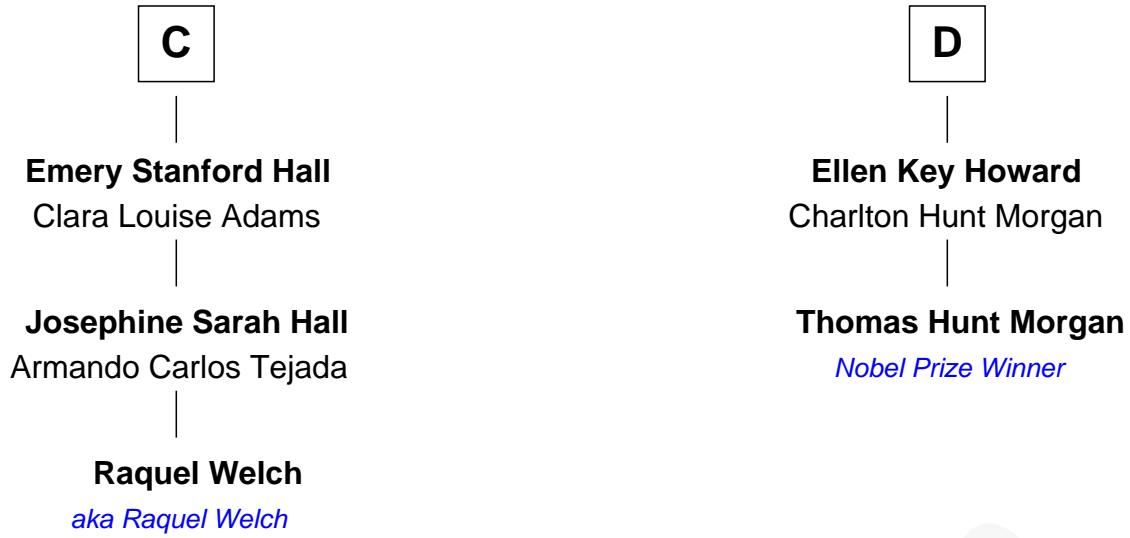 C
Emery Stanford Hall
Clara Louise Adams
Josephine Sarah Hall
Armando Carlos Tejada
Raquel Welch
aka Raquel Welch
D
Ellen Key Howard
Charlton Hunt Morgan
Thomas Hunt Morgan
Nobel Prize Winner